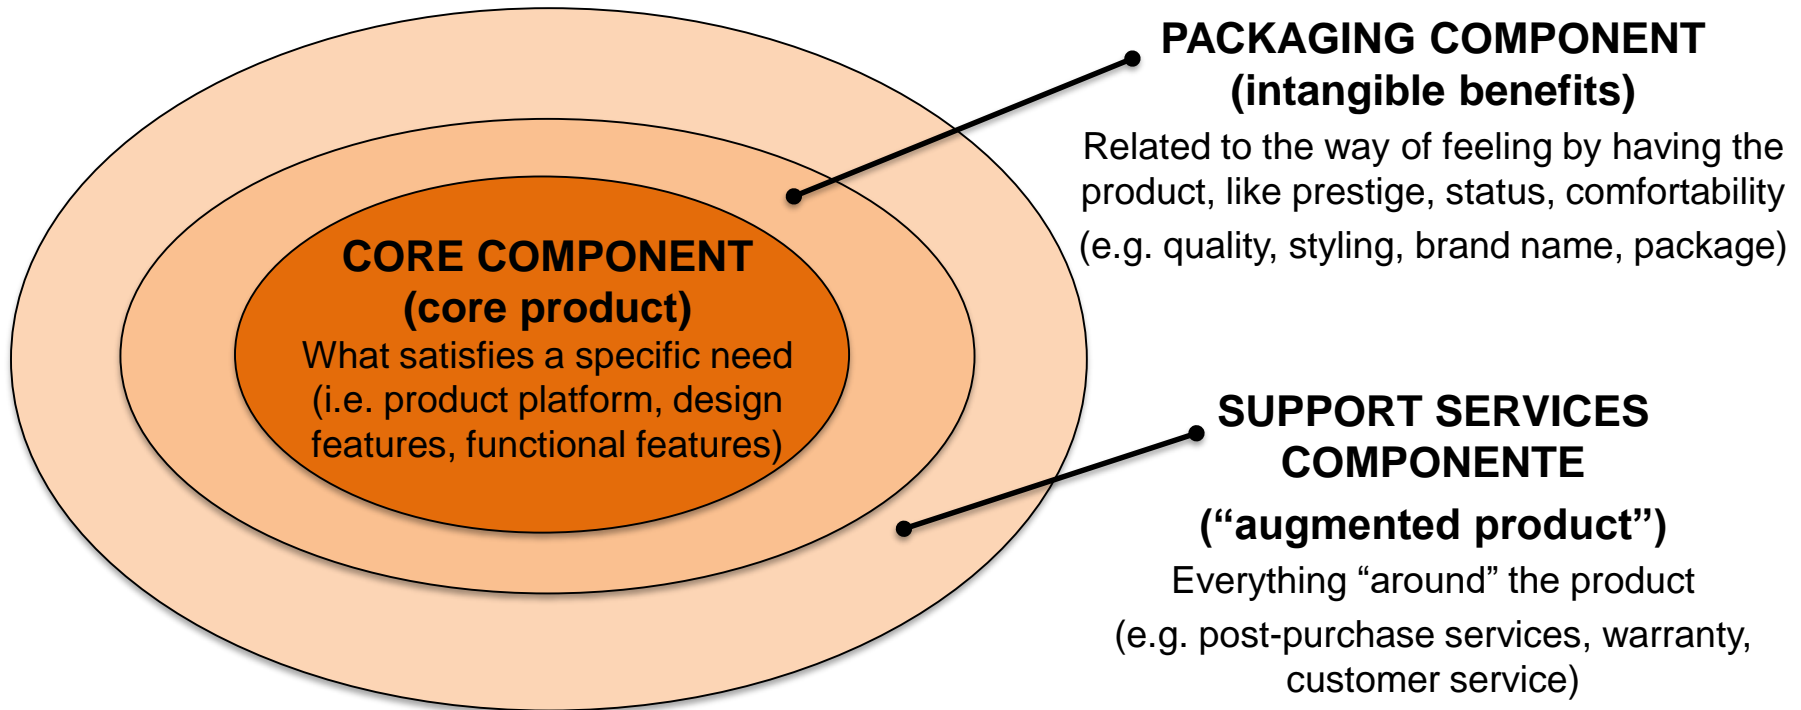 PACKAGING COMPONENT
(intangible benefits)
Related to the way of feeling by having the
product, like prestige, status, comfortability
(e.g. quality, styling, brand name, package)
CORE COMPONENT
(core product)
What satisfies a specific need
(i.e. product platform, design
features, functional features)
SUPPORT SERVICES
COMPONENTE
(“augmented product”)
Everything “around” the product
(e.g. post-purchase services, warranty,
customer service)